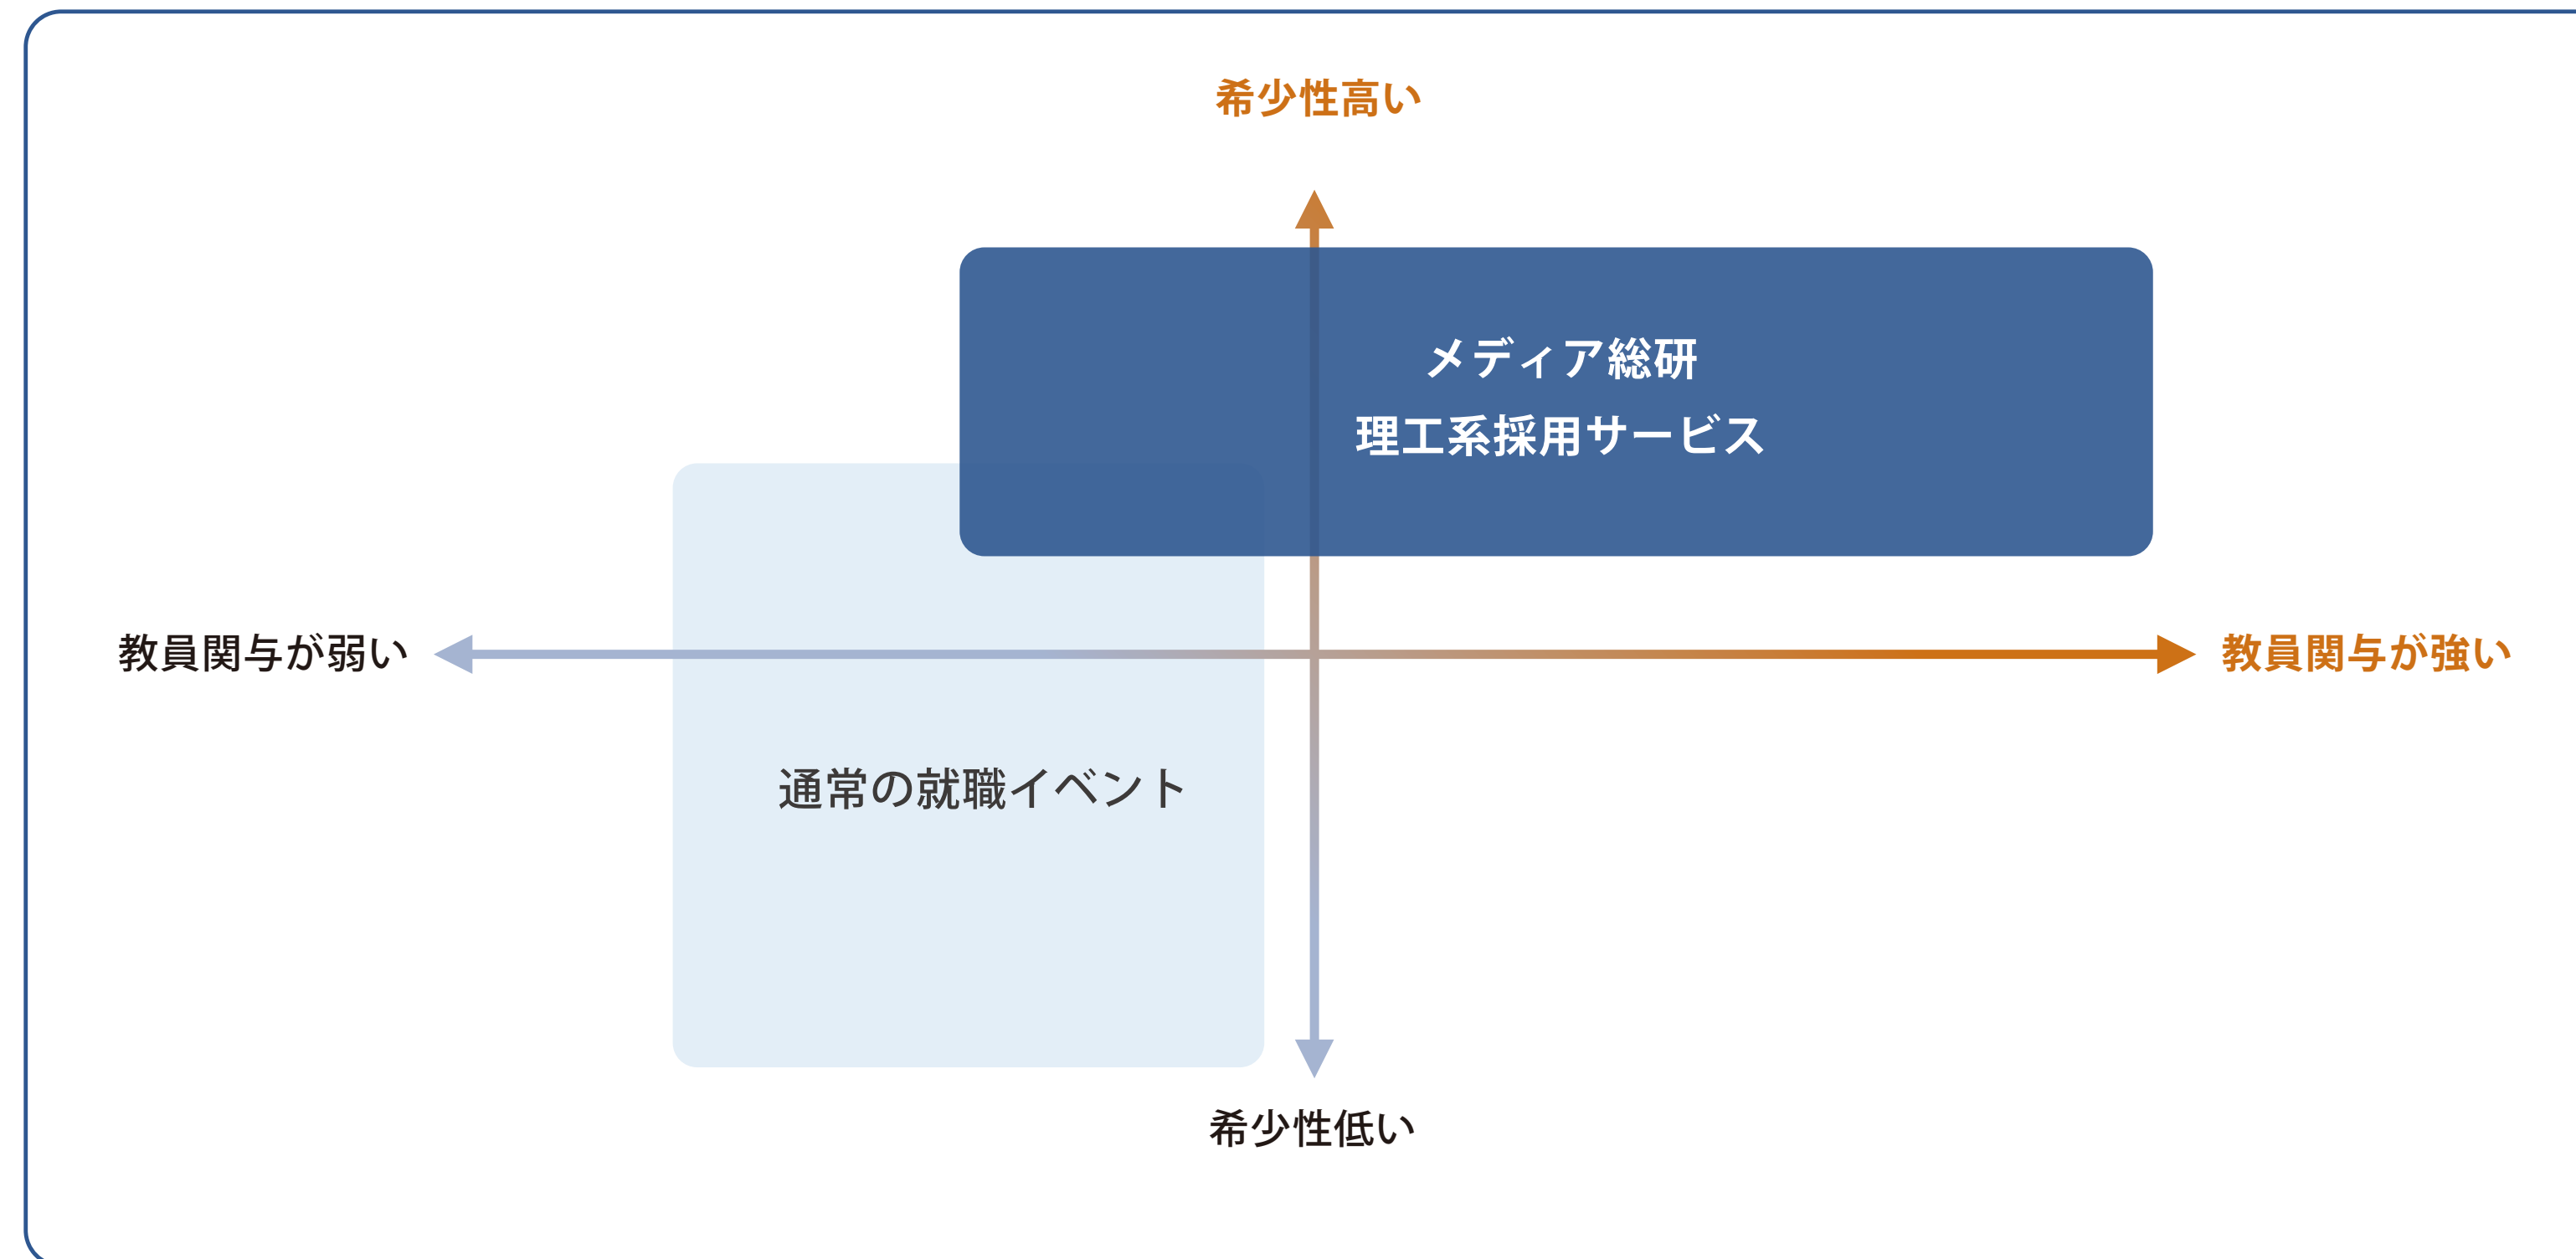 希少性高い
メディア総研
理工系採用サービス
教員関与が弱い
教員関与が強い
通常の就職イベント
希少性低い